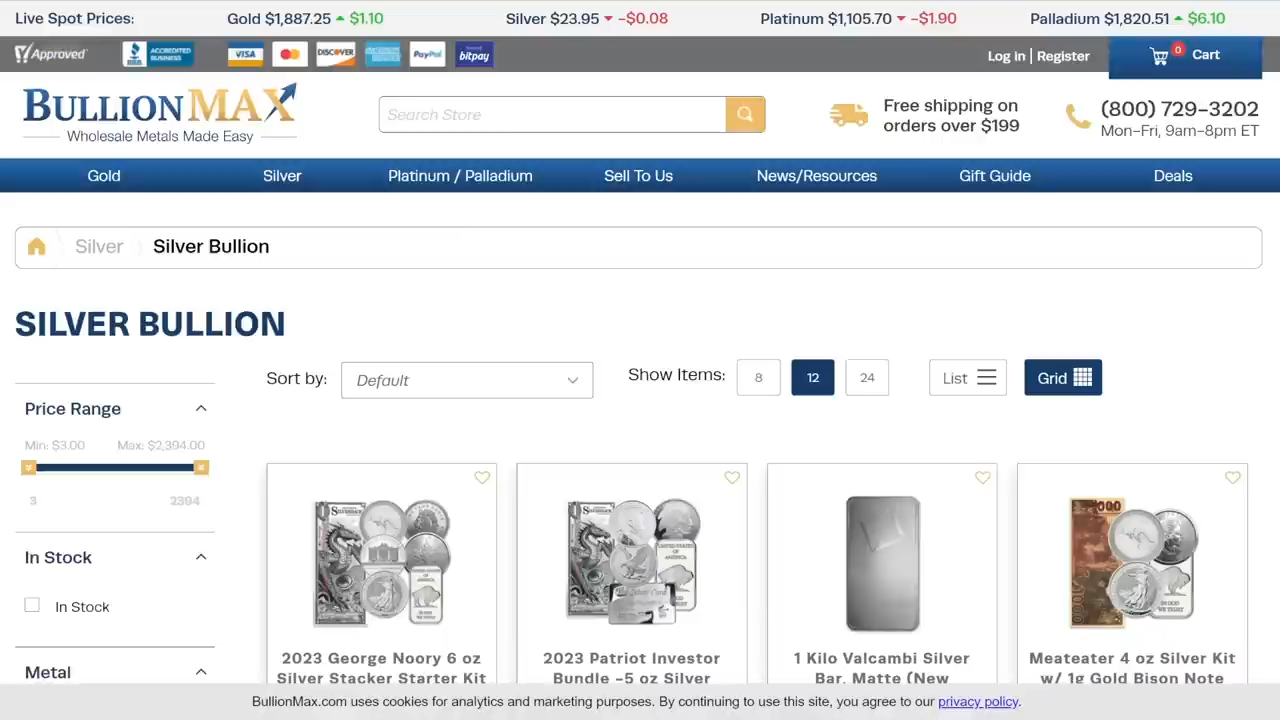 Live Spot Prices:
Gold $1,887.25 $1.10
Silver $23.95 -$0.08
Platinum $1,105.70 -$1.90
Palladium $1,820.51 $6.10
Approved
ACCREDITED BUSINESS
BBB
VISA
DISCOVER
PayPal
bitpay
Log in | Register
0
Cart
BULLIONMAX
Wholesale Metals Made Easy
Search Store
Free shipping on
orders over $199
(800) 729-3202
Mon-Fri, 9am-8pm ET
Gold
Silver
Platinum / Palladium
Sell To Us
News/Resources
Gift Guide
Deals
Silver
Silver Bullion
SILVER BULLION
Sort by:
Default
Show Items:
8
12
24
List
Grid
Price Range
Min: $3.00
Max: $2,394.00
3
2394
In Stock
In Stock
Metal
2023 George Noory 6 oz
Silver Stacker Starter Kit
2023 Patriot Investor
Bundle -5 oz Silver
1 Kilo Valcambi Silver
Bar, Matte (New
Meateater 4 oz Silver Kit
w/ 1g Gold Bison Note
BullionMax.com uses cookies for analytics and marketing purposes. By continuing to use this site, you agree to our privacy policy.